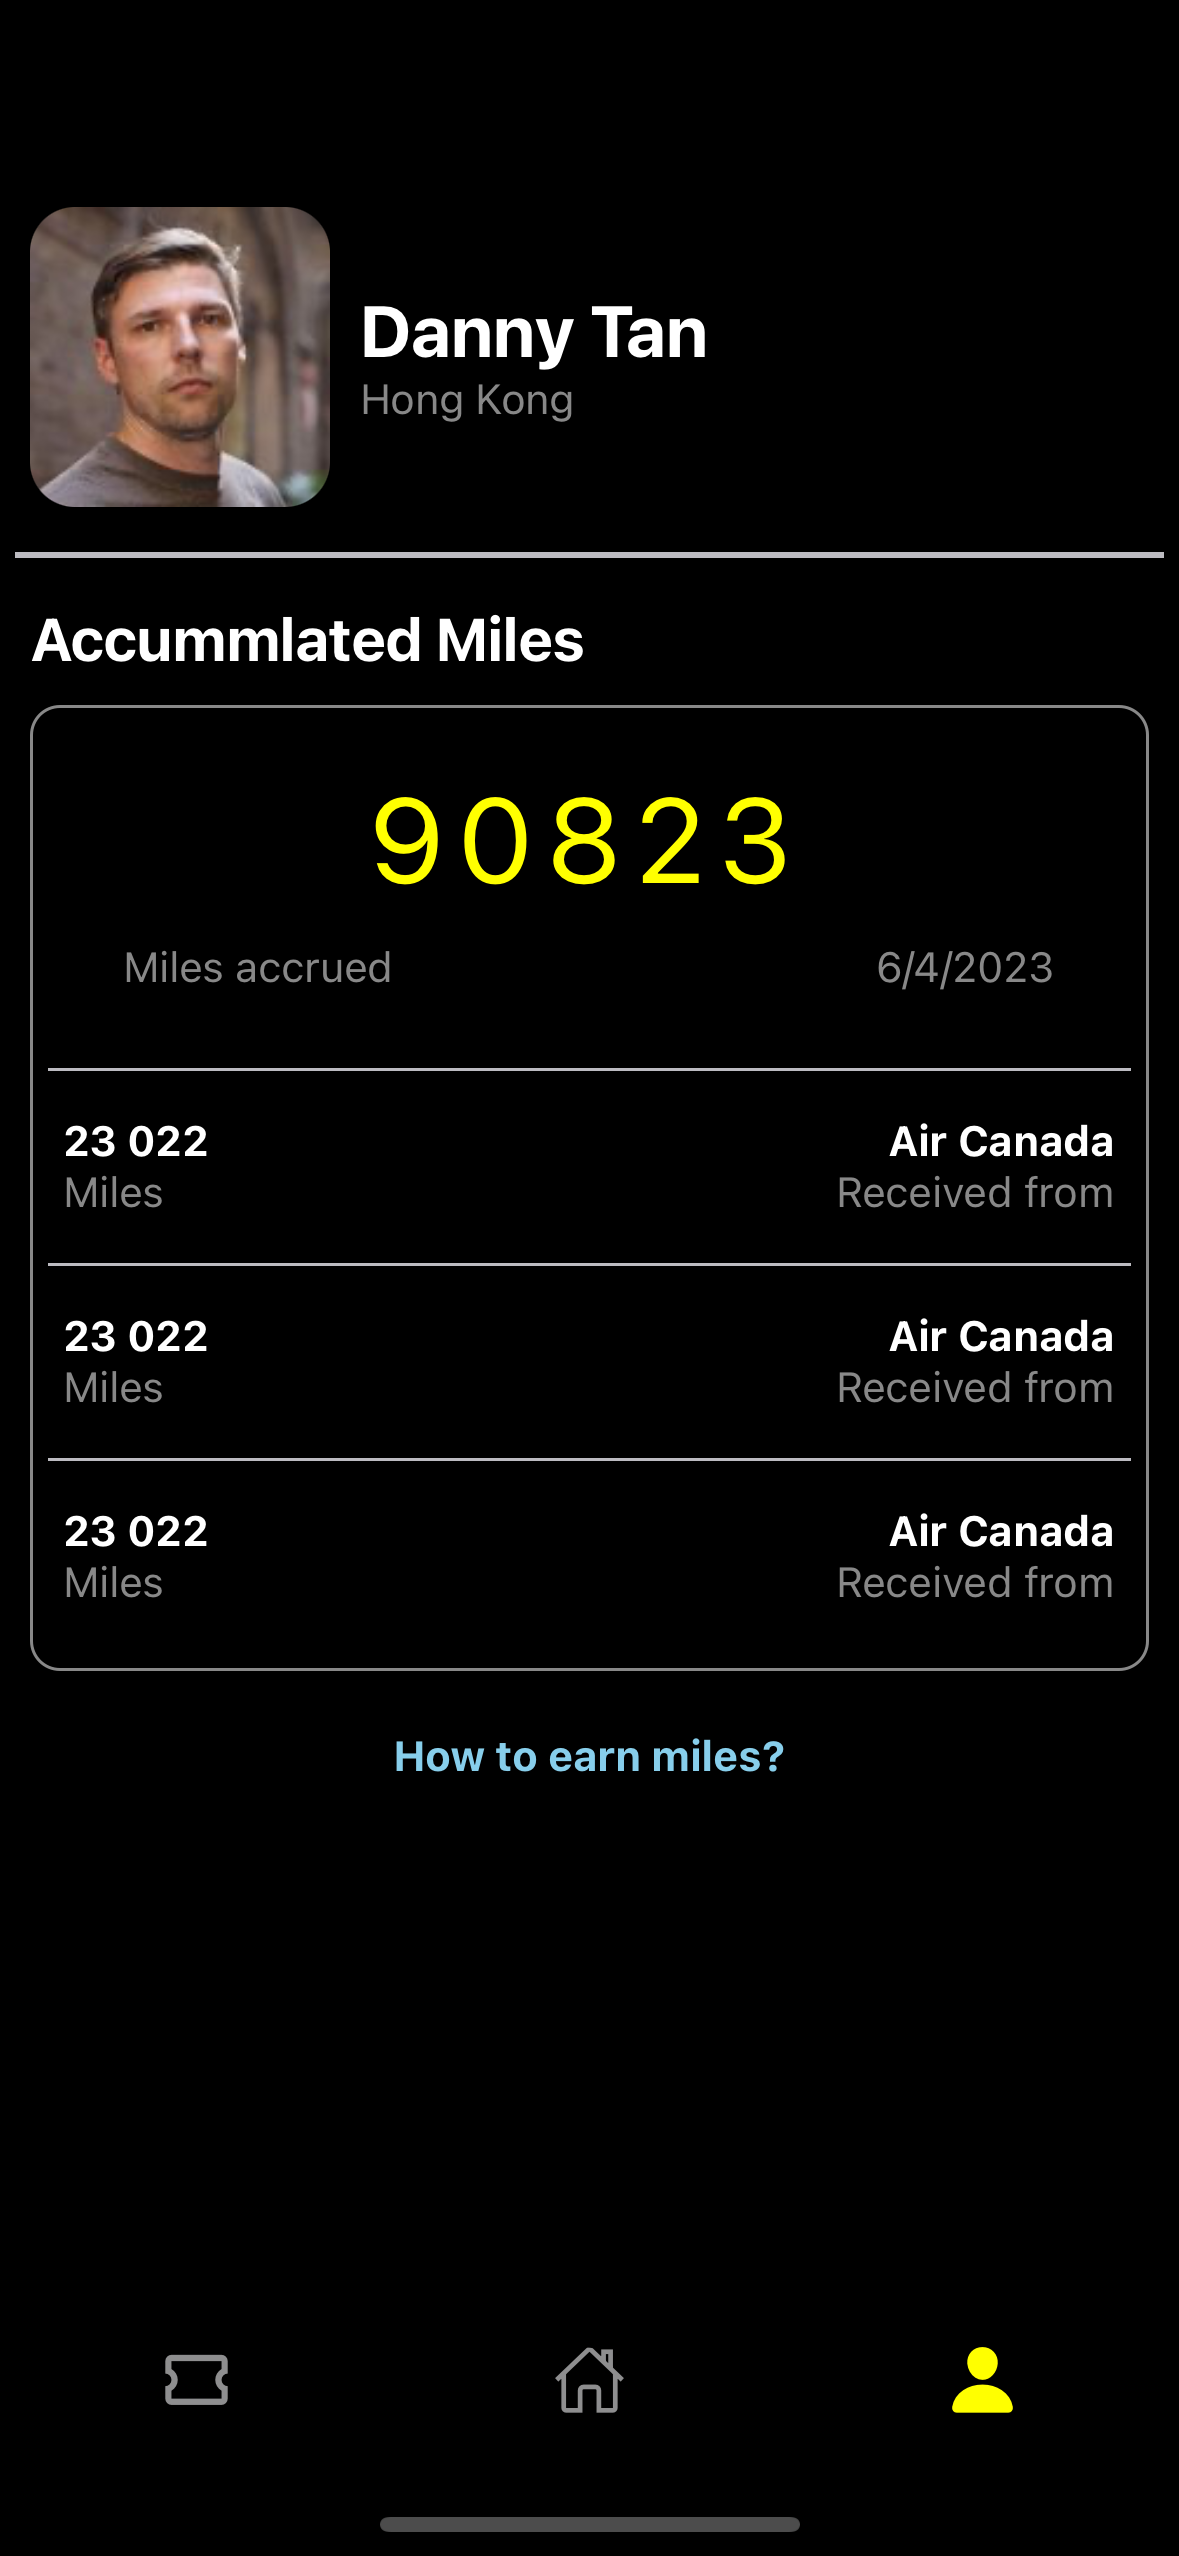 Danny Tan
Hong Kong
Accummlated Miles
90823
Miles accrued 6/4/2023
23 022 Air Canada
Miles Received from
23 022 Air Canada
Miles Received from
23 022 Air Canada
Miles Received from
How to earn miles?